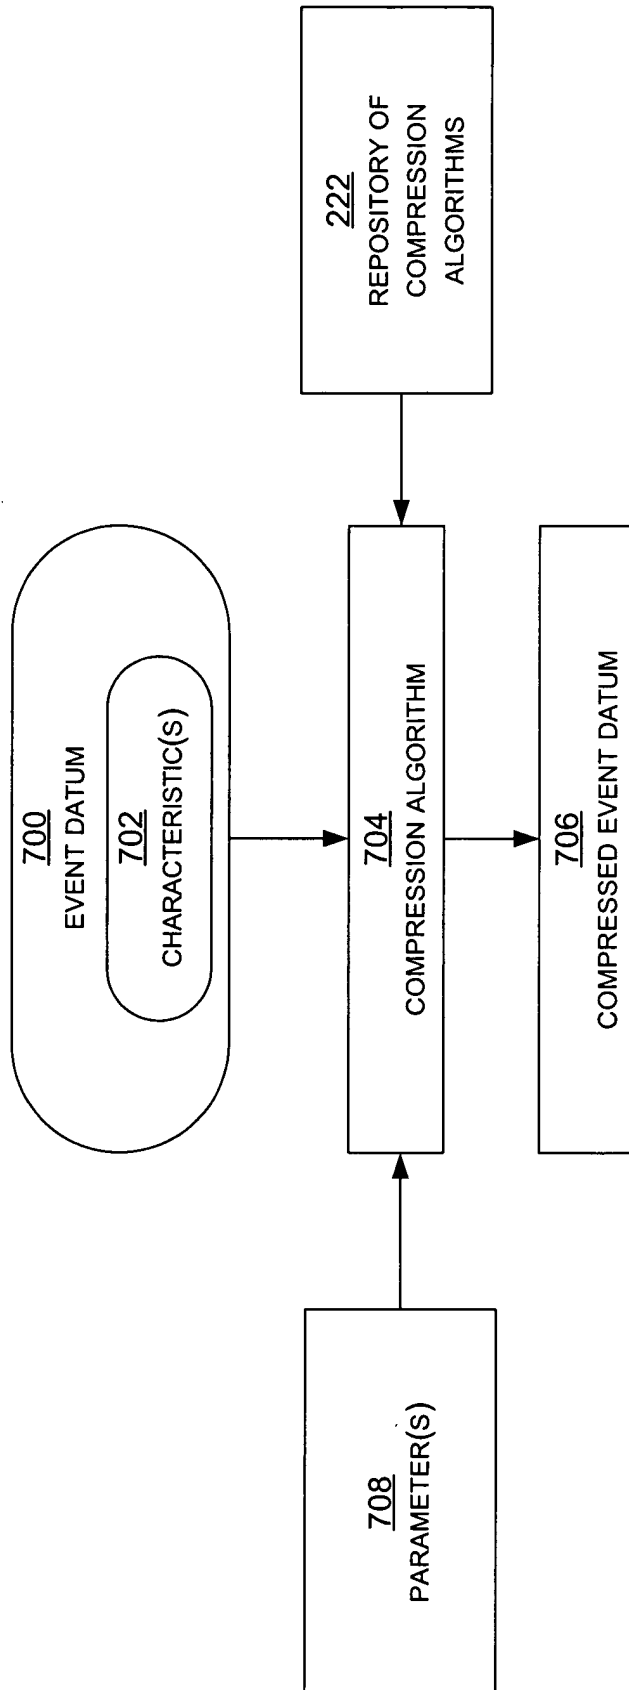 700
EVENT DATUM
702
CHARACTERISTIC(S)
708
PARAMETER(S)
704
COMPRESSION ALGORITHM
222
REPOSITORY OF
COMPRESSION
ALGORITHMS
706
COMPRESSED EVENT DATUM